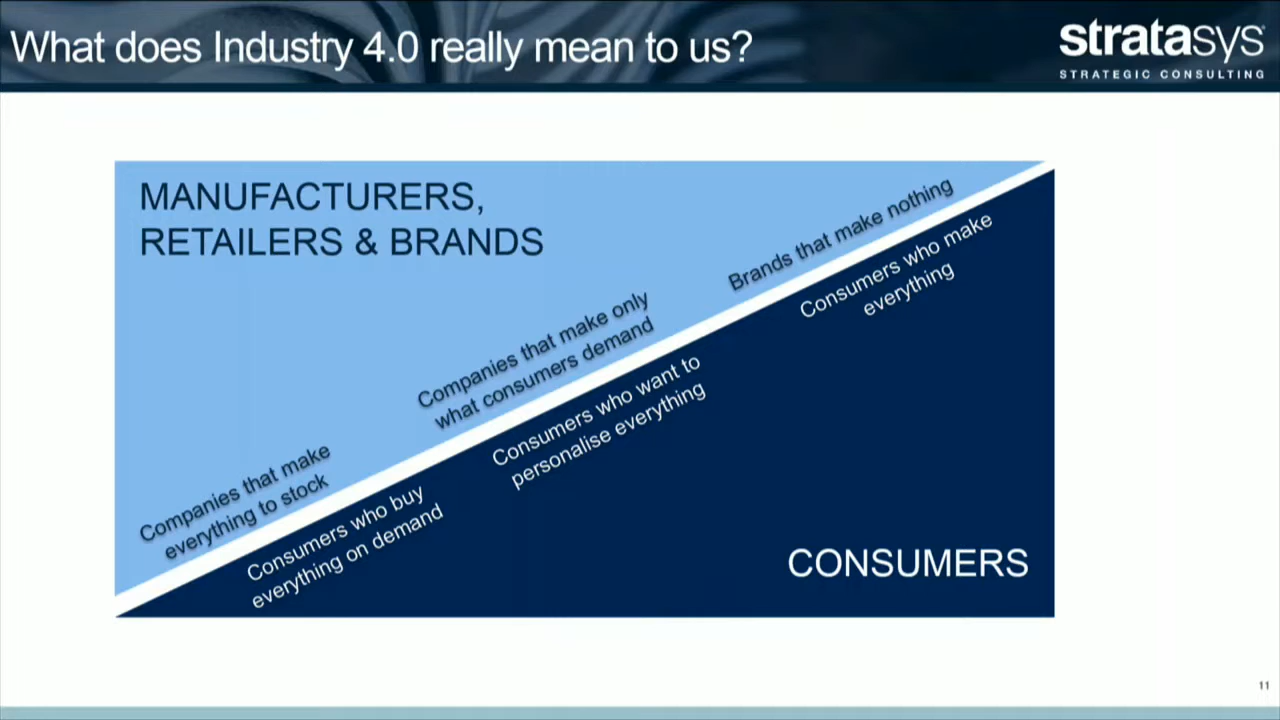 What does Industry 4.0 really mean to us?
stratasys
STRATEGIC CONSULTING
MANUFACTURERS,
RETAILERS & BRANDS
Companies that make
everything to stock
Companies that make only
what consumers demand
Brands that make nothing
Consumers who buy
everything on demand
Consumers who want to
personalise everything
Consumers who make
everything
CONSUMERS
11